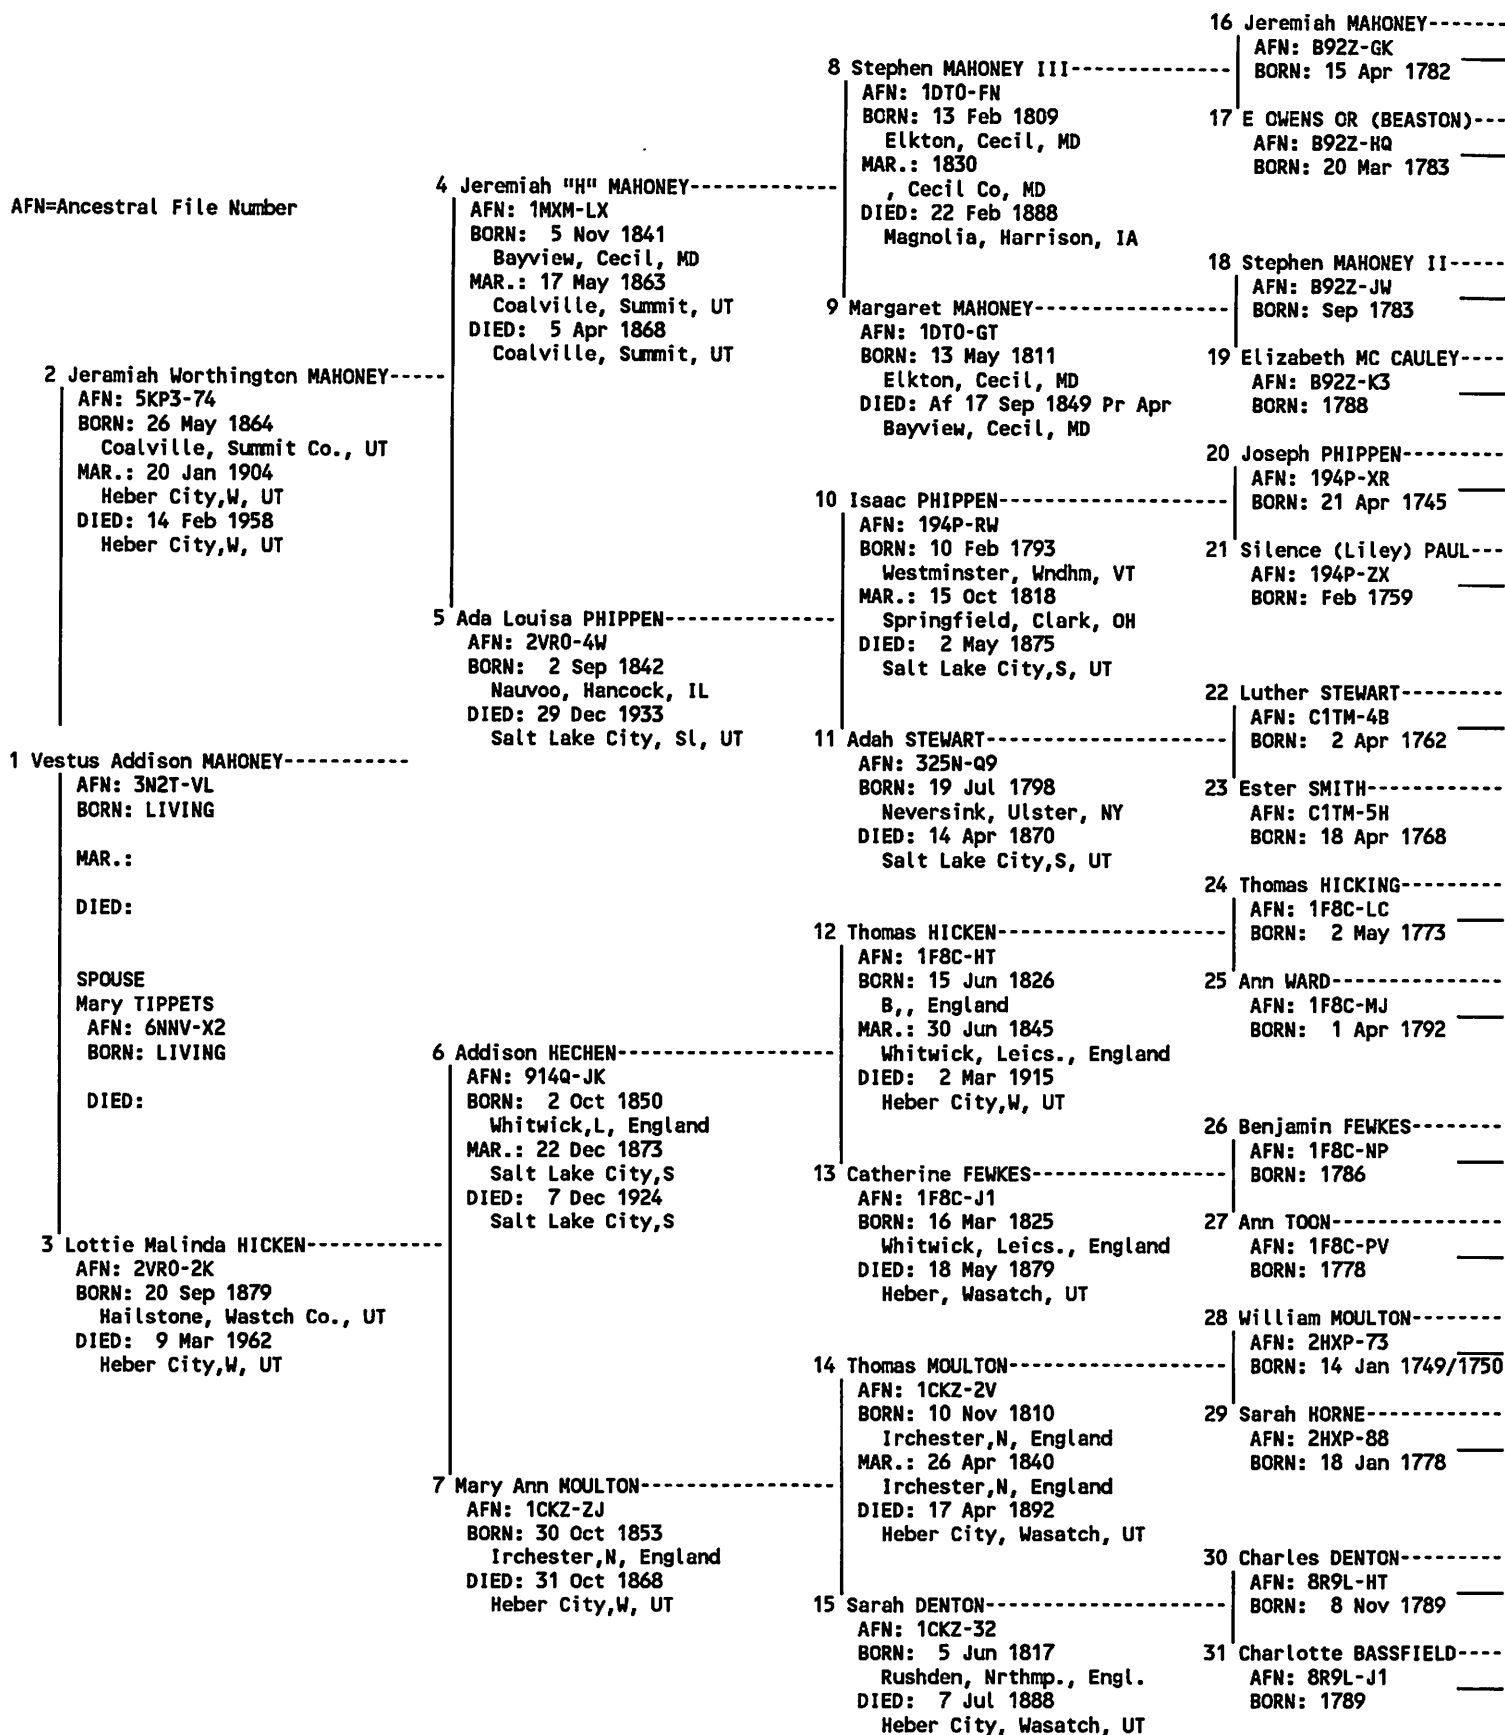 AFN=Ancestral File Number
1 Vestus Addison MAHONEY-----------
AFN: 3N2T-VL
BORN: LIVING
MAR.:
DIED:
SPOUSE
Mary TIPPETS
AFN: 6NNV-X2
BORN: LIVING
DIED:
2 Jeramiah Worthington MAHONEY-----
AFN: 5KP3-74
BORN: 26 May 1864
Coalville, Summit Co., UT
MAR.: 20 Jan 1904
Heber City,W, UT
DIED: 14 Feb 1958
Heber City,W, UT
3 Lottie Malinda HICKEN------------
AFN: 2VR0-2K
BORN: 20 Sep 1879
Hailstone, Wastch Co., UT
DIED:  9 Mar 1962
Heber City,W, UT
4 Jeremiah "H" MAHONEY-------------
AFN: 1MXM-LX
BORN:  5 Nov 1841
Bayview, Cecil, MD
MAR.: 17 May 1863
Coalville, Summit, UT
DIED:  5 Apr 1868
Coalville, Summit, UT
5 Ada Louisa PHIPPEN---------------
AFN: 2VR0-4W
BORN:  2 Sep 1842
Nauvoo, Hancock, IL
DIED: 29 Dec 1933
Salt Lake City, Sl, UT
6 Addison HECHEN-------------------
AFN: 914Q-JK
BORN:  2 Oct 1850
Whitwick,L, England
MAR.: 22 Dec 1873
Salt Lake City,S
DIED:  7 Dec 1924
Salt Lake City,S
7 Mary Ann MOULTON-----------------
AFN: 1CKZ-ZJ
BORN: 30 Oct 1853
Irchester,N, England
DIED: 31 Oct 1868
Heber City,W, UT
8 Stephen MAHONEY III--------------
AFN: 1DT0-FN
BORN: 13 Feb 1809
Elkton, Cecil, MD
MAR.: 1830
, Cecil Co, MD
DIED: 22 Feb 1888
Magnolia, Harrison, IA
9 Margaret MAHONEY-----------------
AFN: 1DT0-GT
BORN: 13 May 1811
Elkton, Cecil, MD
DIED: Af 17 Sep 1849 Pr Apr
Bayview, Cecil, MD
10 Isaac PHIPPEN--------------------
AFN: 194P-RW
BORN: 10 Feb 1793
Westminster, Wndhm, VT
MAR.: 15 Oct 1818
Springfield, Clark, OH
DIED:  2 May 1875
Salt Lake City,S, UT
11 Adah STEWART---------------------
AFN: 325N-Q9
BORN: 19 Jul 1798
Neversink, Ulster, NY
DIED: 14 Apr 1870
Salt Lake City,S, UT
12 Thomas HICKEN--------------------
AFN: 1F8C-HT
BORN: 15 Jun 1826
B,, England
MAR.: 30 Jun 1845
Whitwick, Leics., England
DIED:  2 Mar 1915
Heber City,W, UT
13 Catherine FEWKES-----------------
AFN: 1F8C-J1
BORN: 16 Mar 1825
Whitwick, Leics., England
DIED: 18 May 1879
Heber, Wasatch, UT
14 Thomas MOULTON-------------------
AFN: 1CKZ-2V
BORN: 10 Nov 1810
Irchester,N, England
MAR.: 26 Apr 1840
Irchester,N, England
DIED: 17 Apr 1892
Heber City, Wasatch, UT
15 Sarah DENTON---------------------
AFN: 1CKZ-32
BORN:  5 Jun 1817
Rushden, Nrthmp., Engl.
DIED:  7 Jul 1888
Heber City, Wasatch, UT
16 Jeremiah MAHONEY-------
AFN: B92Z-GK
BORN: 15 Apr 1782
17 E OWENS OR (BEASTON)---
AFN: B92Z-HQ
BORN: 20 Mar 1783
18 Stephen MAHONEY II-----
AFN: B92Z-JW
BORN: Sep 1783
19 Elizabeth MC CAULEY----
AFN: B92Z-K3
BORN: 1788
20 Joseph PHIPPEN---------
AFN: 194P-XR
BORN: 21 Apr 1745
21 Silence (Liley) PAUL---
AFN: 194P-ZX
BORN: Feb 1759
22 Luther STEWART---------
AFN: C1TM-4B
BORN:  2 Apr 1762
23 Ester SMITH------------
AFN: C1TM-5H
BORN: 18 Apr 1768
24 Thomas HICKING---------
AFN: 1F8C-LC
BORN:  2 May 1773
25 Ann WARD---------------
AFN: 1F8C-MJ
BORN:  1 Apr 1792
26 Benjamin FEWKES--------
AFN: 1F8C-NP
BORN: 1786
27 Ann TOON---------------
AFN: 1F8C-PV
BORN: 1778
28 William MOULTON--------
AFN: 2HXP-73
BORN: 14 Jan 1749/1750
29 Sarah HORNE------------
AFN: 2HXP-88
BORN: 18 Jan 1778
30 Charles DENTON---------
AFN: 8R9L-HT
BORN:  8 Nov 1789
31 Charlotte BASSFIELD----
AFN: 8R9L-J1
BORN: 1789